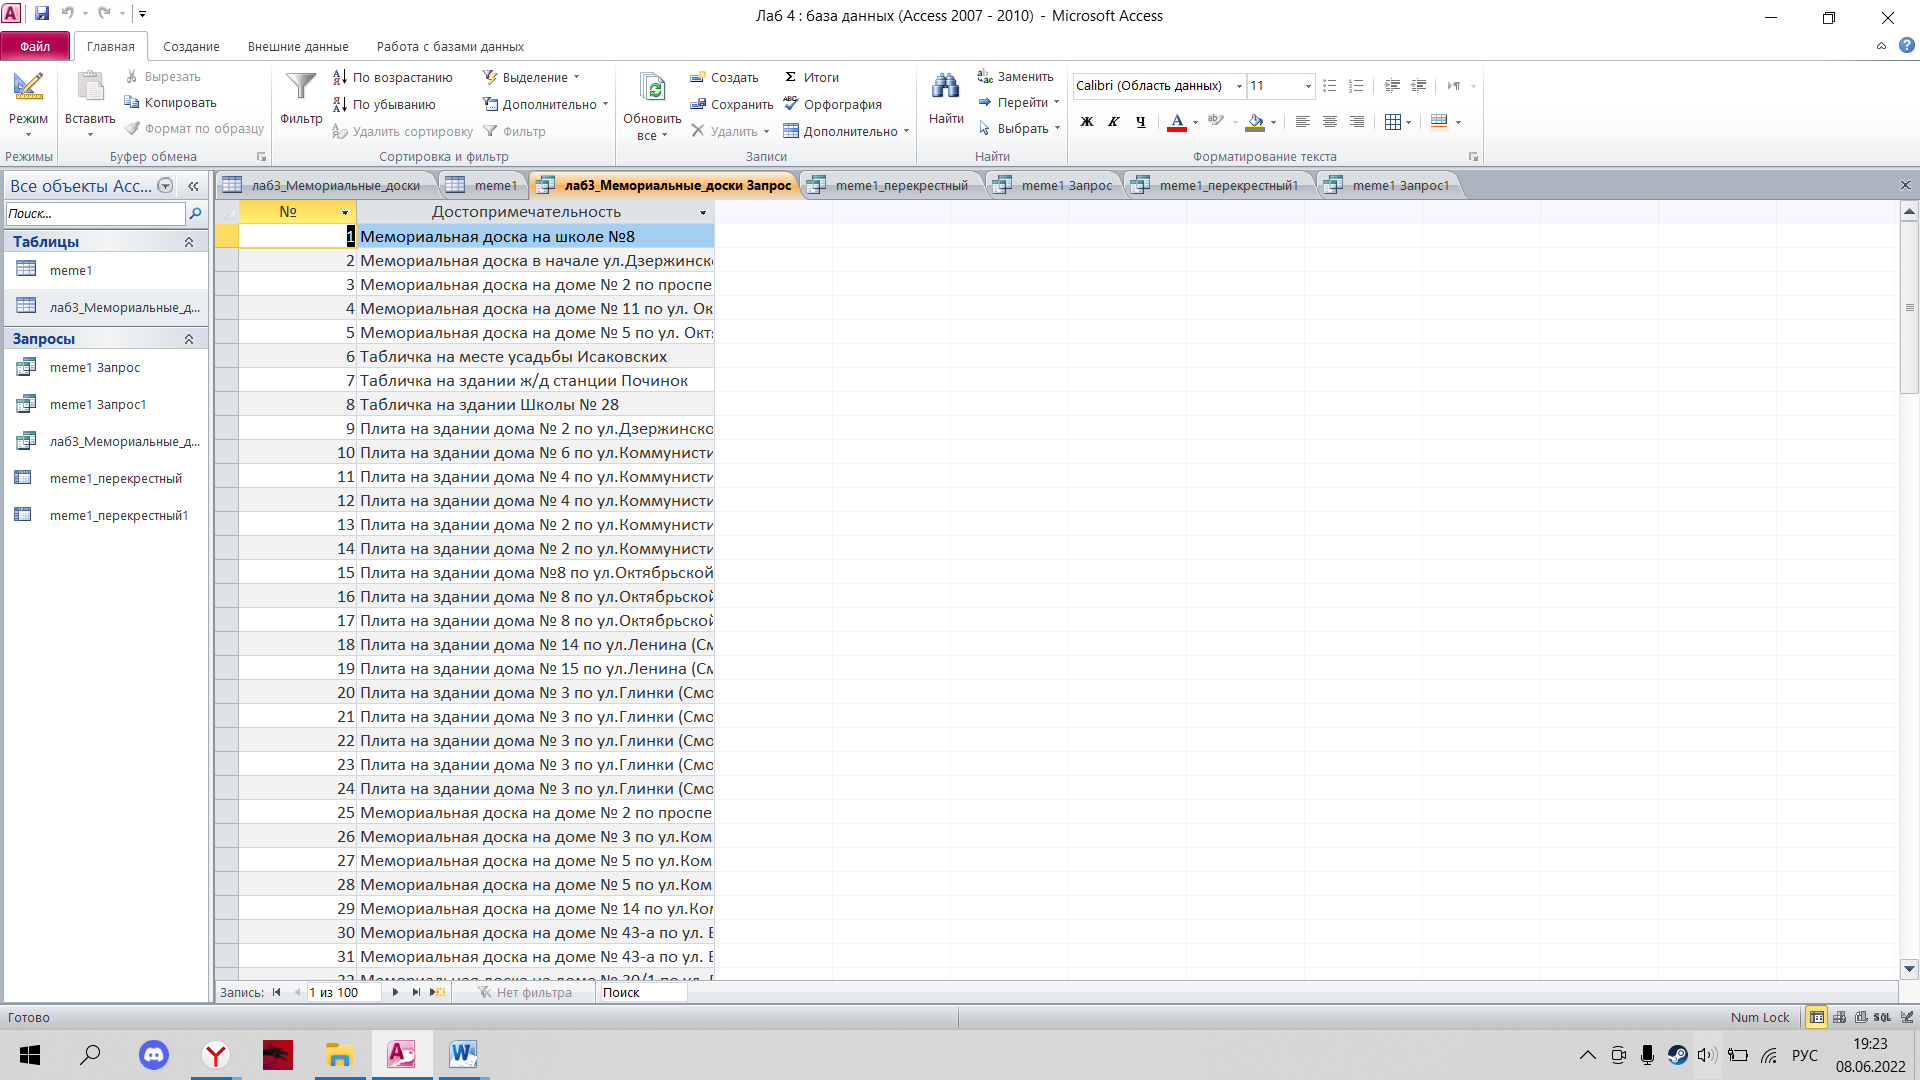 Лаб 4 : база данных (Access 2007 - 2010) - Microsoft Access
Файл Главная Создание Внешние данные Работа с базами данных
Режим
Режимы
Вставить
Вырезать
Копировать
Формат по образцу
Буфер обмена
Фильтр
По возрастанию
По убыванию
Удалить сортировку
Выделение
Дополнительно
Фильтр
Сортировка и фильтр
Обновить
все
Создать
Сохранить
Удалить
Итоги
Орфография
Дополнительно
Записи
Найти
Заменить
Перейти
Выбрать
Найти
Calibri (Область данных) 11
Ж К Ч
Форматирование текста
Все объекты Acc...
Поиск...
Таблицы
meme1
лаб3_Мемориальные_д...
Запросы
meme1 Запрос
meme1 Запрос1
лаб3_Мемориальные_д...
meme1_перекрестный
meme1_перекрестный1
лаб3_Мемориальные_доски meme1 лаб3_Мемориальные_доски Запрос meme1_перекрестный meme1 Запрос meme1_перекрестный1 meme1 Запрос1
№ Достопримечательность
1 Мемориальная доска на школе №8
2 Мемориальная доска в начале ул.Дзержинск
3 Мемориальная доска на доме № 2 по проспе
4 Мемориальная доска на доме № 11 по ул. Ок
5 Мемориальная доска на доме № 5 по ул. Окт
6 Табличка на месте усадьбы Исаковских
7 Табличка на здании ж/д станции Починок
8 Табличка на здании Школы № 28
9 Плита на здании дома № 2 по ул.Дзержинско
10 Плита на здании дома № 6 по ул.Коммунисти
11 Плита на здании дома № 4 по ул.Коммунисти
12 Плита на здании дома № 4 по ул.Коммунисти
13 Плита на здании дома № 2 по ул.Коммунисти
14 Плита на здании дома № 2 по ул.Коммунисти
15 Плита на здании дома №8 по ул.Октябрьской
16 Плита на здании дома № 8 по ул.Октябрьской
17 Плита на здании дома № 8 по ул.Октябрьской
18 Плита на здании дома № 14 по ул.Ленина (См
19 Плита на здании дома № 15 по ул.Ленина (См
20 Плита на здании дома № 3 по ул.Глинки (Смо
21 Плита на здании дома № 3 по ул.Глинки (Смо
22 Плита на здании дома № 3 по ул.Глинки (Смо
23 Плита на здании дома № 3 по ул.Глинки (Смо
24 Плита на здании дома № 3 по ул.Глинки (Смо
25 Мемориальная доска на доме № 2 по проспе
26 Мемориальная доска на доме № 3 по ул.Ком
27 Мемориальная доска на доме № 5 по ул.Ком
28 Мемориальная доска на доме № 5 по ул.Ком
29 Мемориальная доска на доме № 14 по ул.Ко
30 Мемориальная доска на доме № 43-а по ул.
31 Мемориальная доска на доме № 43-а по ул.
Запись: 1 из 100 Нет фильтра Поиск
Готово Num Lock SQL
РУС 19:23
08.06.2022